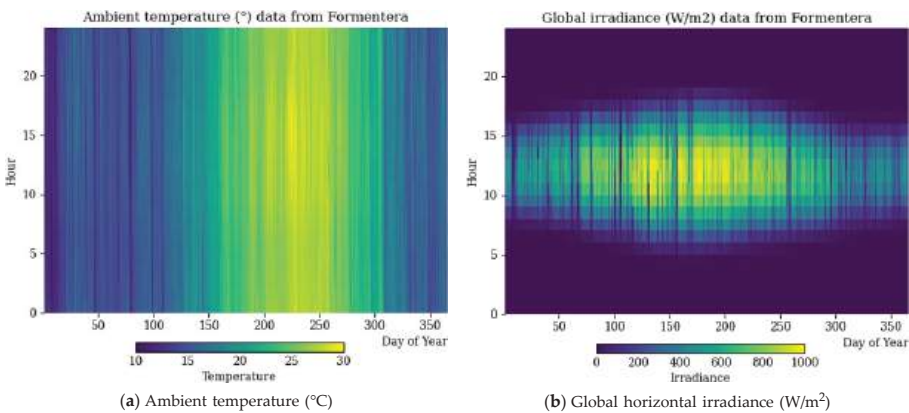 Ambient temperature (°) data from Formentera
20
15
10
5
0
Hour
50 100 150 200 250 300 350
Day of Year
10 15 20 25 30
Temperature
(a) Ambient temperature (°C)
Global irradiance (W/m2) data from Formentera
20
15
10
5
0
Hour
50 100 150 200 250 300 350
Day of Year
0 200 400 600 800 1000
Irradiance
(b) Global horizontal irradiance (W/m²)